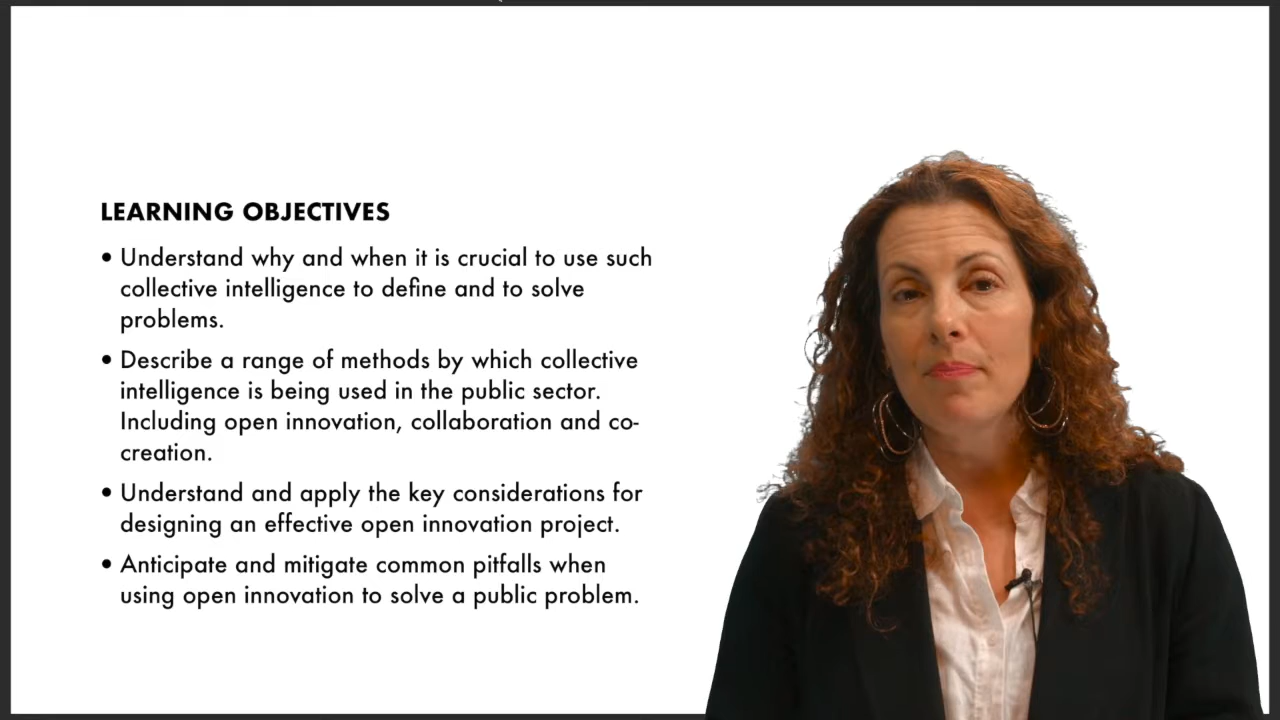 LEARNING OBJECTIVES
• Understand why and when it is crucial to use such
collective intelligence to define and to solve
problems.
• Describe a range of methods by which collective
intelligence is being used in the public sector.
Including open innovation, collaboration and co-
creation.
• Understand and apply the key considerations for
designing an effective open innovation project.
• Anticipate and mitigate common pitfalls when
using open innovation to solve a public problem.